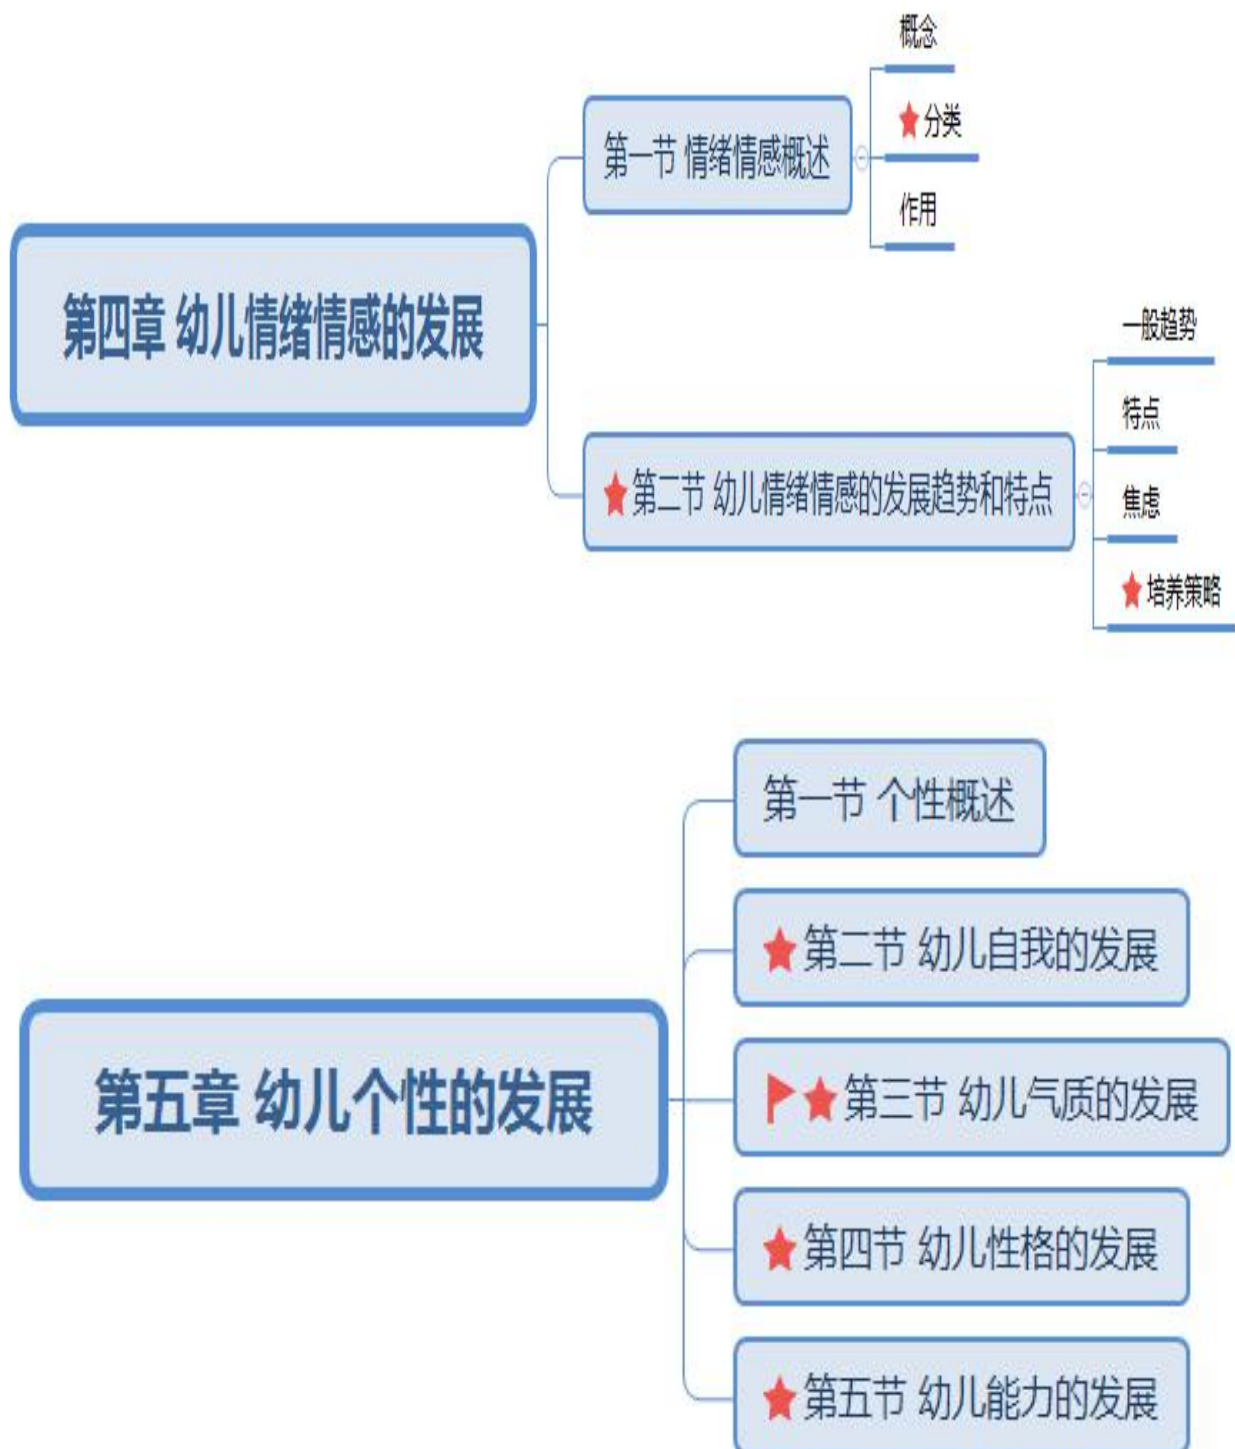 第四章 幼儿情绪情感的发展
第一节 情绪情感概述
概念
分类
作用
第二节 幼儿情绪情感的发展趋势和特点
一般趋势
特点
焦虑
培养策略
第五章 幼儿个性的发展
第一节 个性概述
第二节 幼儿自我的发展
第三节 幼儿气质的发展
第四节 幼儿性格的发展
第五节 幼儿能力的发展